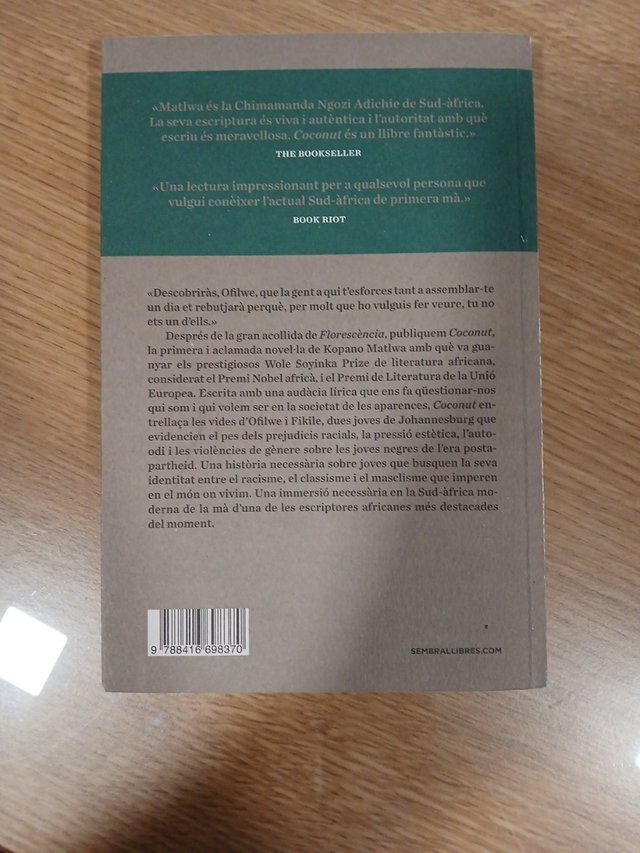 «Matlwa és la Chimamanda Ngozi Adichie de Sud-àfrica.
La seva escriptura és viva i autèntica i l'autoritat amb què
escriu és meravellosa. Coconut és un llibre fantàstic.»
THE BOOKSELLER
«Una lectura impressionant per a qualsevol persona que
vulgui conèixer l'actual Sud-àfrica de primera mà.»
BOOK RIOT
«Descobriràs, Ofilwe, que la gent a qui t'esforces tant a assemblar-te
un dia et rebutjarà perquè, per molt que ho vulguis fer veure, tu no
ets un d'ells.»
Després de la gran acollida de Florescència, publiquem Coconut,
la primera i aclamada novel·la de Kopano Matlwa amb què va gua-
nyar els prestigiosos Wole Soyinka Prize de literatura africana,
considerat el Premi Nobel africà, i el Premi de Literatura de la Unió
Europea. Escrita amb una audàcia lírica que ens fa qüestionar-nos
qui som i qui volem ser en la societat de les aparences, Coconut en-
trellaça les vides d'Ofilwe i Fikile, dues joves de Johannesburg que
evidencien el pes dels prejudicis racials, la pressió estètica, l'auto-
odi i les violències de gènere sobre les joves negres de l'era posta-
partheid. Una història necessària sobre joves que busquen la seva
identitat entre el racisme, el classisme i el masclisme que imperen
en el món on vivim. Una immersió necessària en la Sud-àfrica mo-
derna de la mà d'una de les escriptores africanes més destacades
del moment.
9 788416 698370
SEMBRALLIBRES.COM